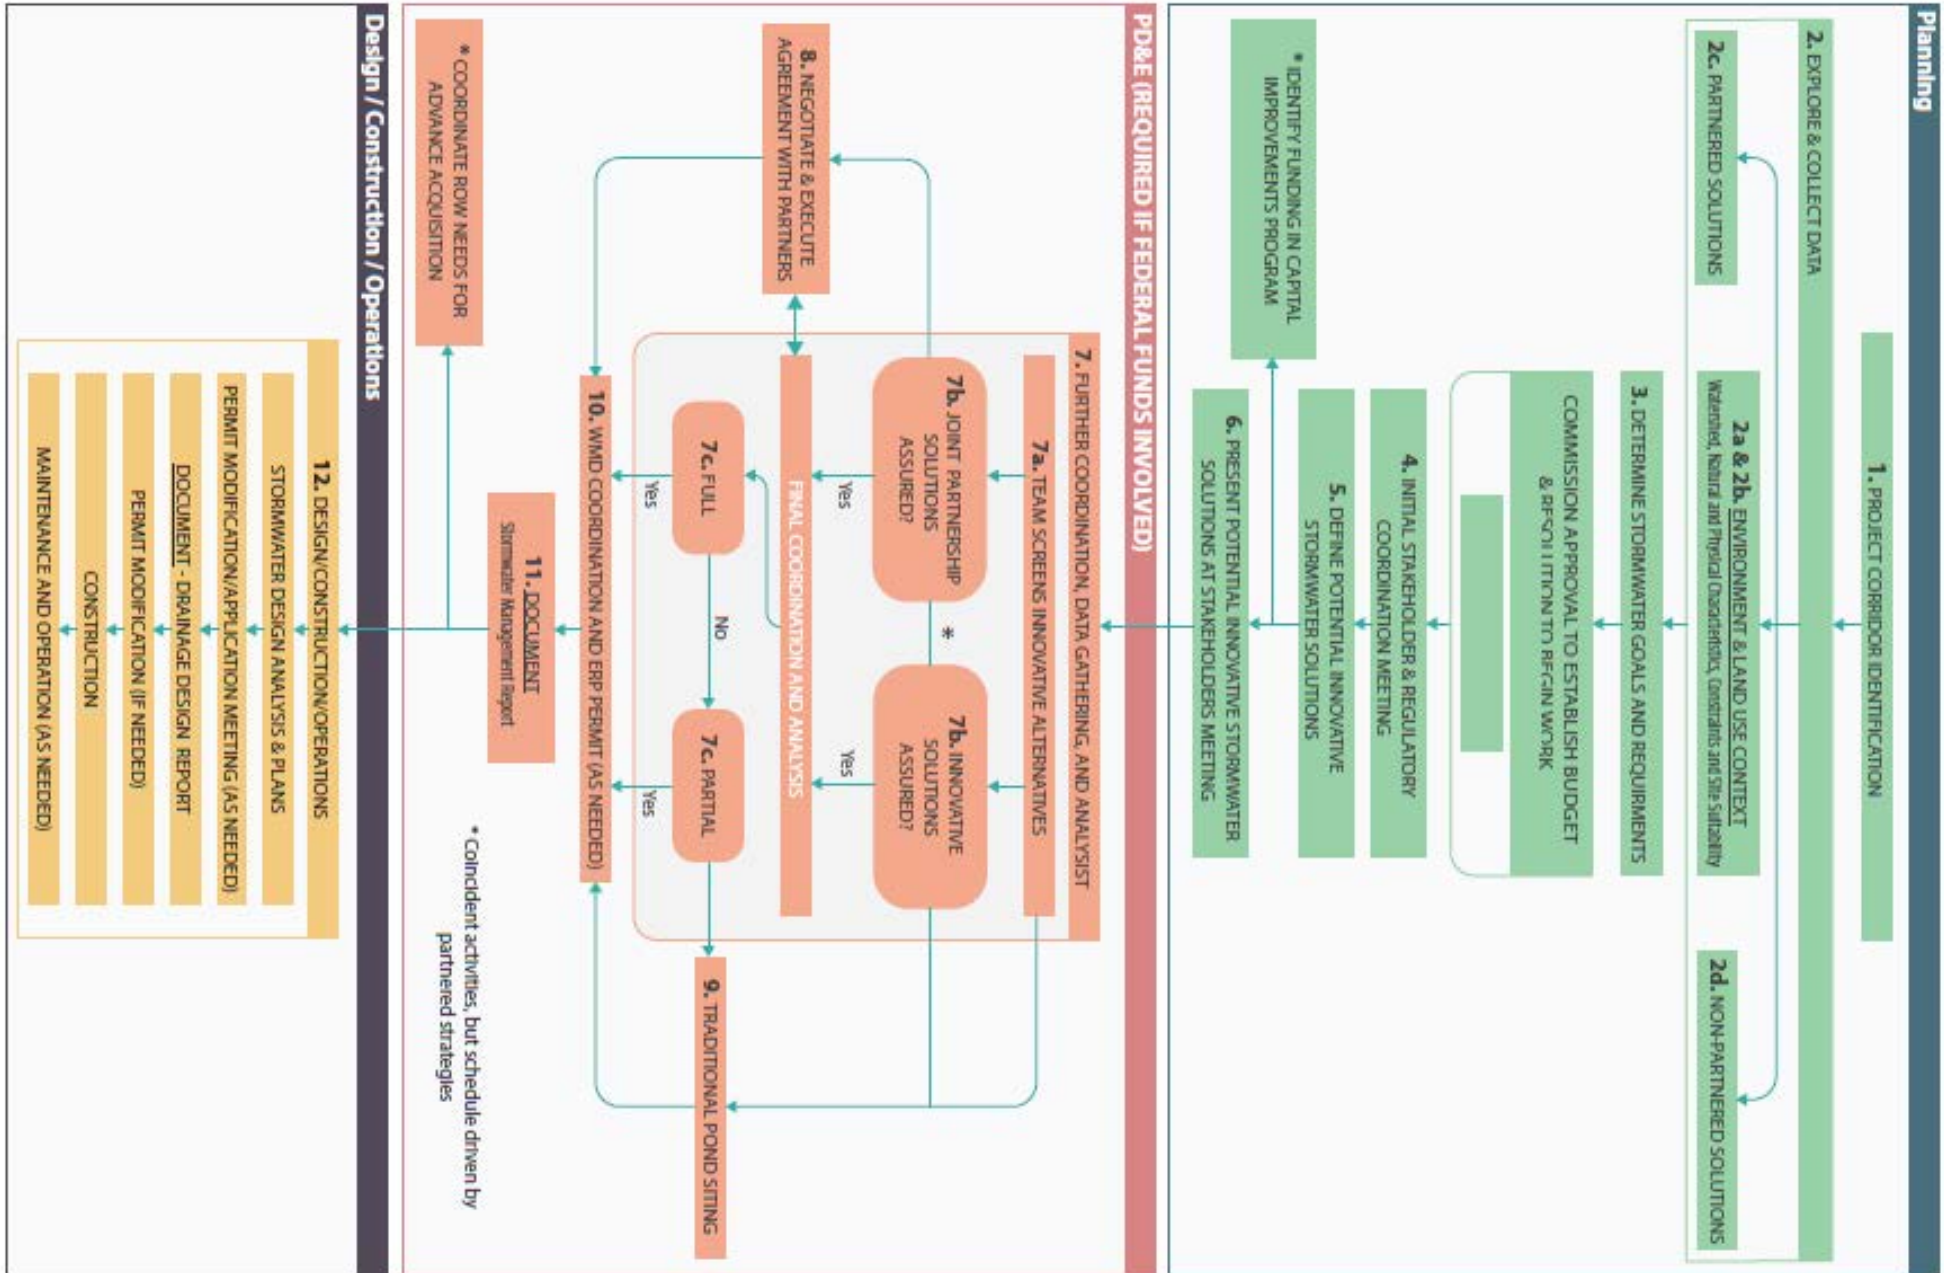 Planning
1. PROJECT CORRIDOR IDENTIFICATION
2. EXPLORE & COLLECT DATA
2c. PARTNERED SOLUTIONS
2a & 2b. ENVIRONMENT & LAND USE CONTEXT
Watershed, Natural and Physical Characteristics, Constraints and Site Suitability
2d. NON-PARTNERED SOLUTIONS
3. DETERMINE STORMWATER GOALS AND REQUIRMENTS
COMMISSION APPROVAL TO ESTABLISH BUDGET
& RESOLUTION TO BEGIN WORK
4. INITIAL STAKEHOLDER & REGULATORY
COORDINATION MEETING
5. DEFINE POTENTIAL INNOVATIVE
STORMWATER SOLUTIONS
* IDENTIFY FUNDING IN CAPITAL
IMPROVEMENTS PROGRAM
6. PRESENT POTENTIAL INNOVATIVE STORMWATER
SOLUTIONS AT STAKEHOLDERS MEETING
PD&E (REQUIRED IF FEDERAL FUNDS INVOLVED)
7. FURTHER COORDINATION, DATA GATHERING, AND ANALYSIST
7a. TEAM SCREENS INNOVATIVE ALTERNATIVES
7b. JOINT PARTNERSHIP
SOLUTIONS
ASSURED?
*
7b. INNOVATIVE
SOLUTIONS
ASSURED?
Yes
Yes
8. NEGOTIATE & EXECUTE
AGREEMENT WITH PARTNERS
FINAL COORDINATION AND ANALYSIS
7c. FULL
No
7c. PARTIAL
9. TRADITIONAL POND SITING
Yes
Yes
10. WMD COORDINATION AND ERP PERMIT (AS NEEDED)
11. DOCUMENT
Stormwater Management Report
* COORDINATE ROW NEEDS FOR
ADVANCE ACQUISITION
* Coincident activities, but schedule driven by
partnered strategies
Design / Construction / Operations
12. DESIGN/CONSTRUCTION/OPERATIONS
STORMWATER DESIGN ANALYSIS & PLANS
PERMIT MODIFICATION/APPLICATION MEETING (AS NEEDED)
DOCUMENT - DRAINAGE DESIGN REPORT
PERMIT MODIFICATION (IF NEEDED)
CONSTRUCTION
MAINTENANCE AND OPERATION (AS NEEDED)